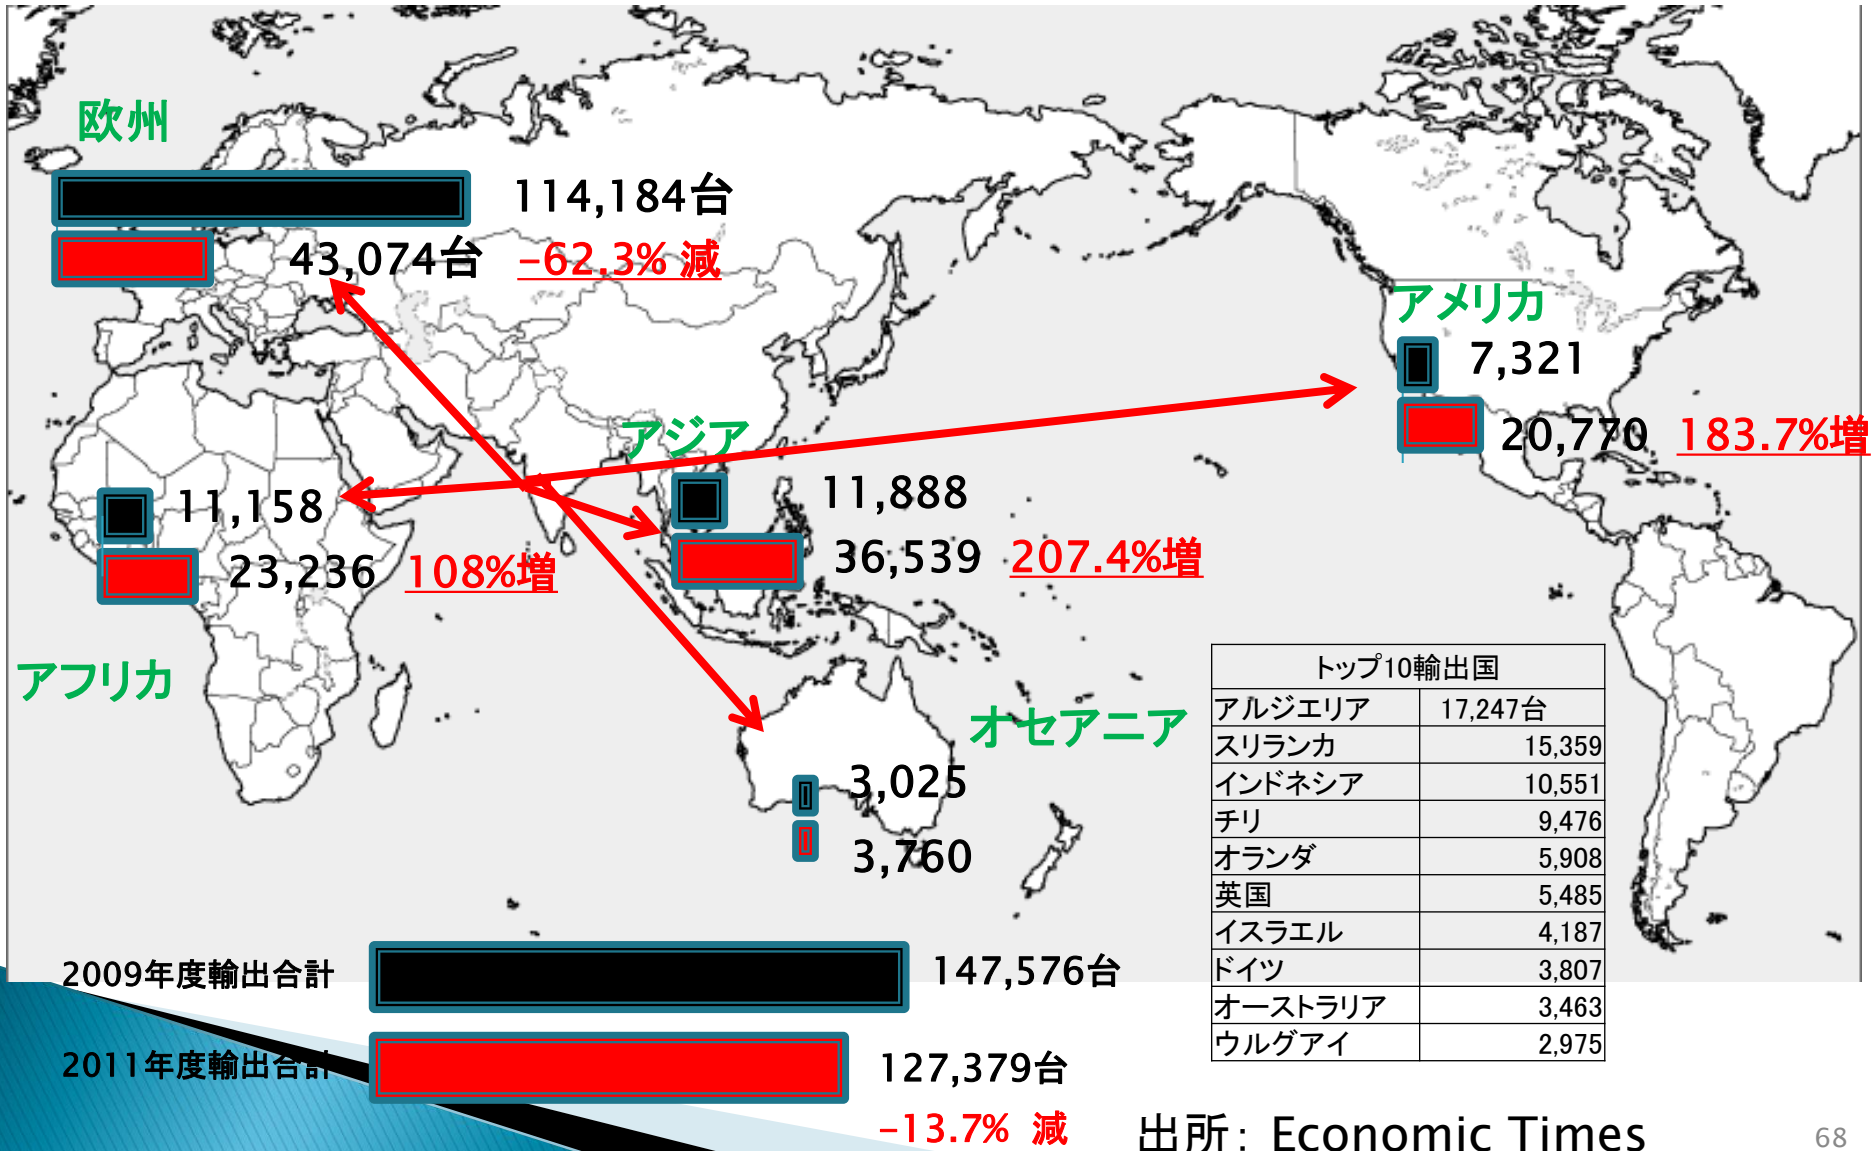 欧州
114,184台
43,074台 -62.3% 減
アメリカ
7,321
20,770 183.7%増
アジア
11,888
36,539 207.4%増
11,158
23,236 108%増
アフリカ
オセアニア
3,025
3,760
トップ10輸出国
アルジェリア 17,247台
スリランカ 15,359
インドネシア 10,551
チリ 9,476
オランダ 5,908
英国 5,485
イスラエル 4,187
ドイツ 3,807
オーストラリア 3,463
ウルグアイ 2,975
2009年度輸出合計 147,576台
2011年度輸出合計 127,379台
-13.7% 減
出所: Economic Times
68